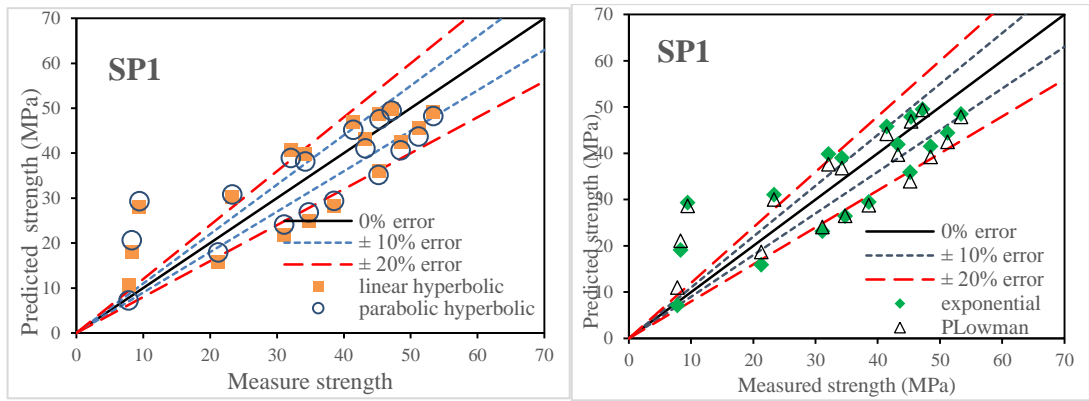 SP1
Predicted strength (MPa)
70
60
50
40
30
20
10
0
0 10 20 30 40 50 60 70
Measure strength
0% error
± 10% error
± 20% error
linear hyperbolic
parabolic hyperbolic
SP1
Predicted strength (MPa)
70
60
50
40
30
20
10
0
0 10 20 30 40 50 60 70
Measured strength (MPa)
0% error
± 10% error
± 20% error
exponential
PLowman